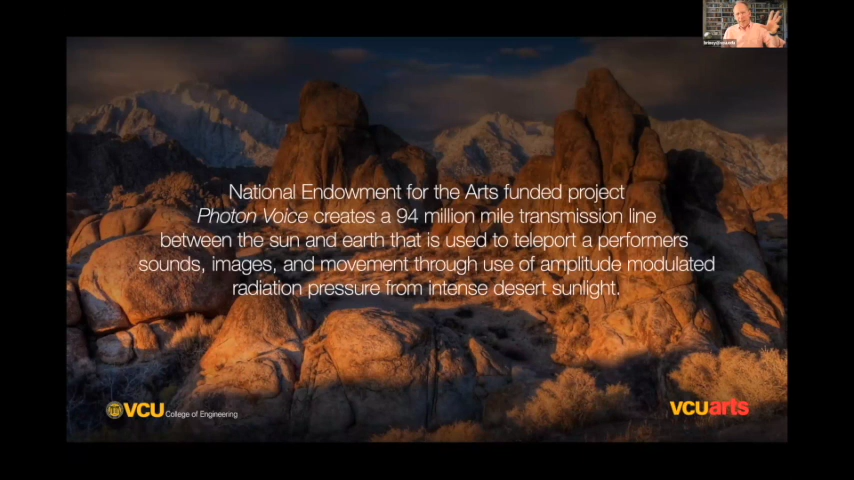 National Endowment for the Arts funded project
Photon Voice creates a 94 million mile transmission line
between the sun and earth that is used to teleport a performers
sounds, images, and movement through use of amplitude modulated
radiation pressure from intense desert sunlight.
VCU College of Engineering
vcuarts